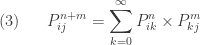 (3) $P_{ij}^{n+m} = \sum_{k=0}^{\infty} P_{ik}^{n} \times P_{kj}^{m}$